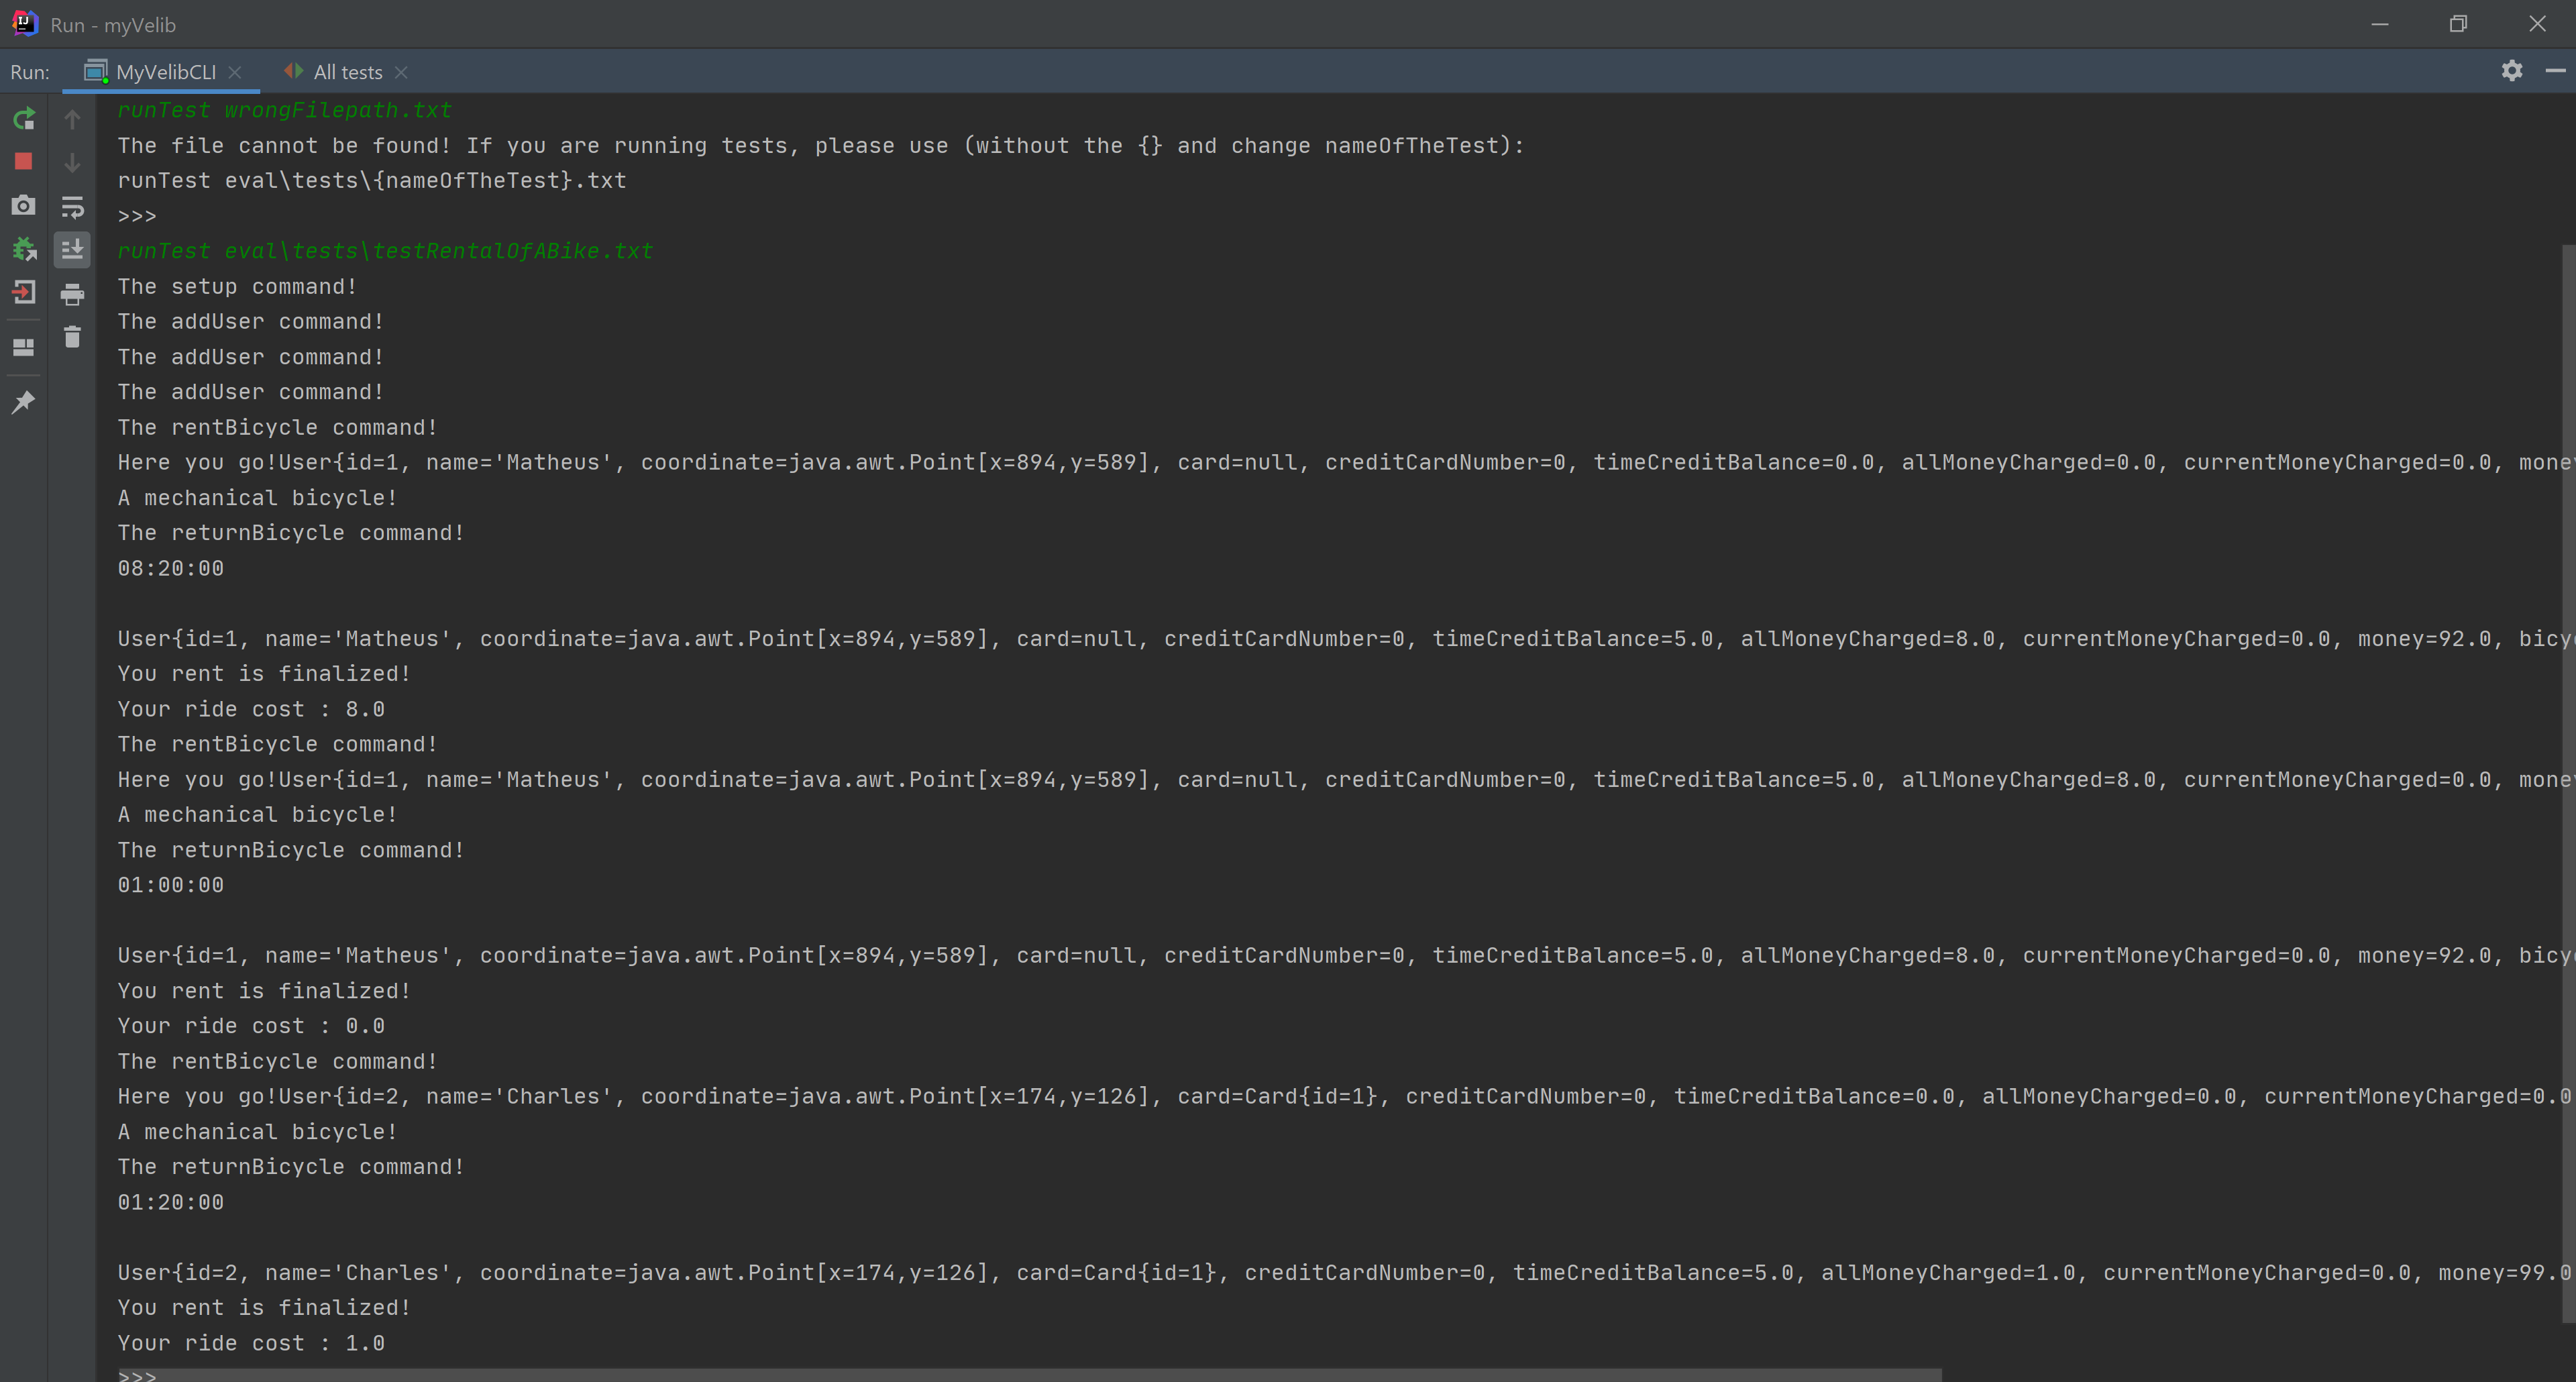 Run - myVelib
Run: MyVelibCLI All tests
runTest wrongFilepath.txt
The file cannot be found! If you are running tests, please use (without the {} and change nameOfTheTest):
runTest eval\tests\{nameOfTheTest}.txt
>>>
runTest eval\tests\testRentalOfABike.txt
The setup command!
The addUser command!
The addUser command!
The addUser command!
The rentBicycle command!
Here you go!User{id=1, name='Matheus', coordinate=java.awt.Point[x=894,y=589], card=null, creditCardNumber=0, timeCreditBalance=0.0, allMoneyCharged=0.0, currentMoneyCharged=0.0, mone
A mechanical bicycle!
The returnBicycle command!
08:20:00
User{id=1, name='Matheus', coordinate=java.awt.Point[x=894,y=589], card=null, creditCardNumber=0, timeCreditBalance=5.0, allMoneyCharged=8.0, currentMoneyCharged=0.0, money=92.0, bicy
You rent is finalized!
Your ride cost : 8.0
The rentBicycle command!
Here you go!User{id=1, name='Matheus', coordinate=java.awt.Point[x=894,y=589], card=null, creditCardNumber=0, timeCreditBalance=5.0, allMoneyCharged=8.0, currentMoneyCharged=0.0, mone
A mechanical bicycle!
The returnBicycle command!
01:00:00
User{id=1, name='Matheus', coordinate=java.awt.Point[x=894,y=589], card=null, creditCardNumber=0, timeCreditBalance=5.0, allMoneyCharged=8.0, currentMoneyCharged=0.0, money=92.0, bicy
You rent is finalized!
Your ride cost : 0.0
The rentBicycle command!
Here you go!User{id=2, name='Charles', coordinate=java.awt.Point[x=174,y=126], card=Card{id=1}, creditCardNumber=0, timeCreditBalance=0.0, allMoneyCharged=0.0, currentMoneyCharged=0.0
A mechanical bicycle!
The returnBicycle command!
01:20:00
User{id=2, name='Charles', coordinate=java.awt.Point[x=174,y=126], card=Card{id=1}, creditCardNumber=0, timeCreditBalance=5.0, allMoneyCharged=1.0, currentMoneyCharged=0.0, money=99.0
You rent is finalized!
Your ride cost : 1.0
>>>